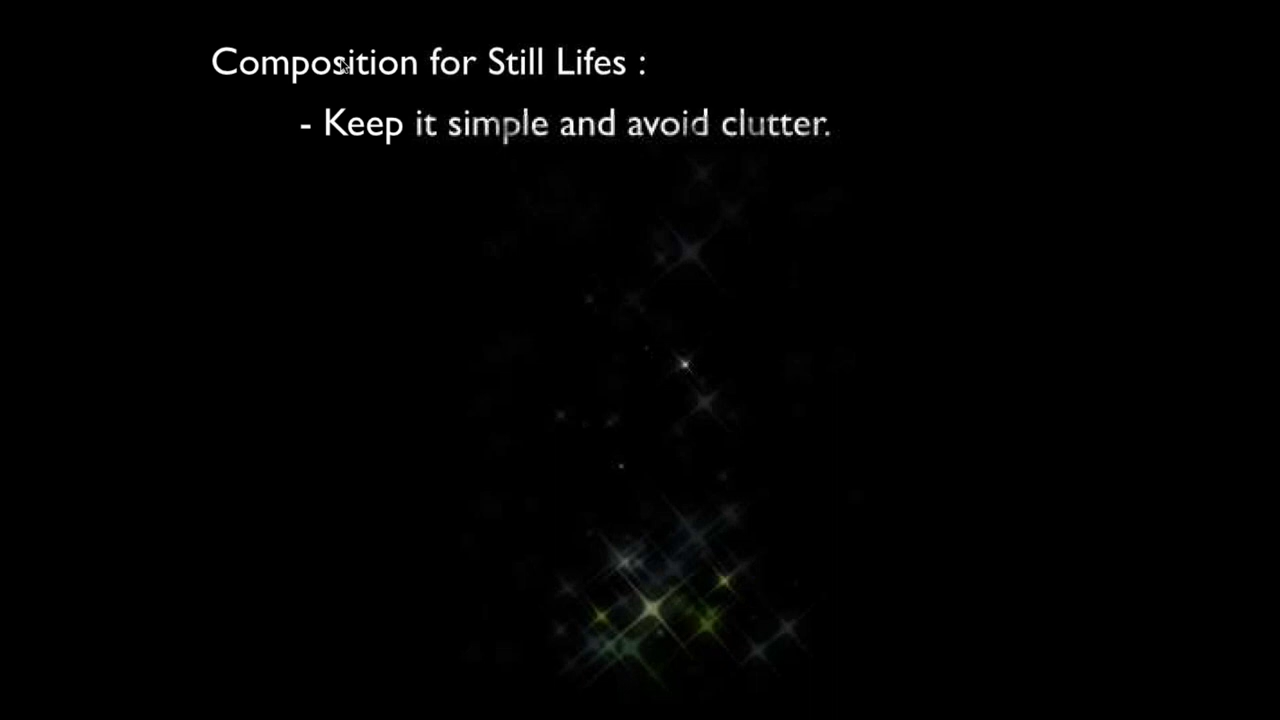 Composition for Still Lifes :
- Keep it simple and avoid clutter.